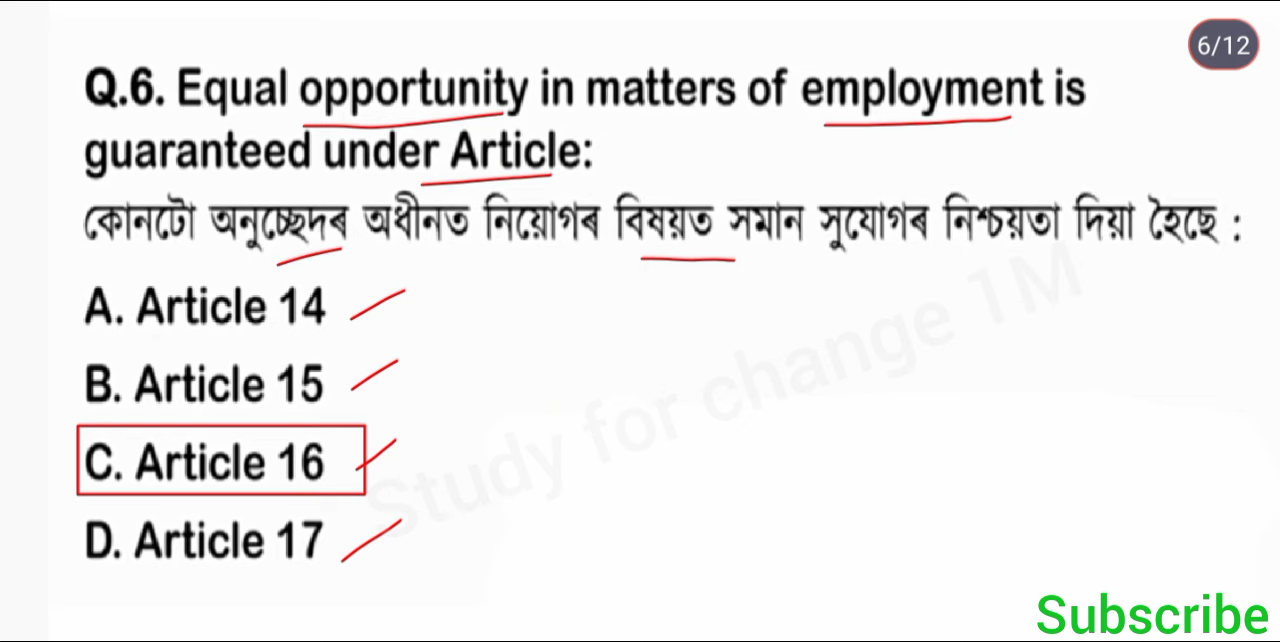 6/12
Q.6. Equal opportunity in matters of employment is
guaranteed under Article:
কোনটো অনুচ্ছেদৰ অধীনত নিয়োগৰ বিষয়ত সমান সুযোগৰ নিশ্চয়তা দিয়া হৈছে :
A. Article 14
B. Article 15
C. Article 16
D. Article 17
Study for change 1M
Subscribe